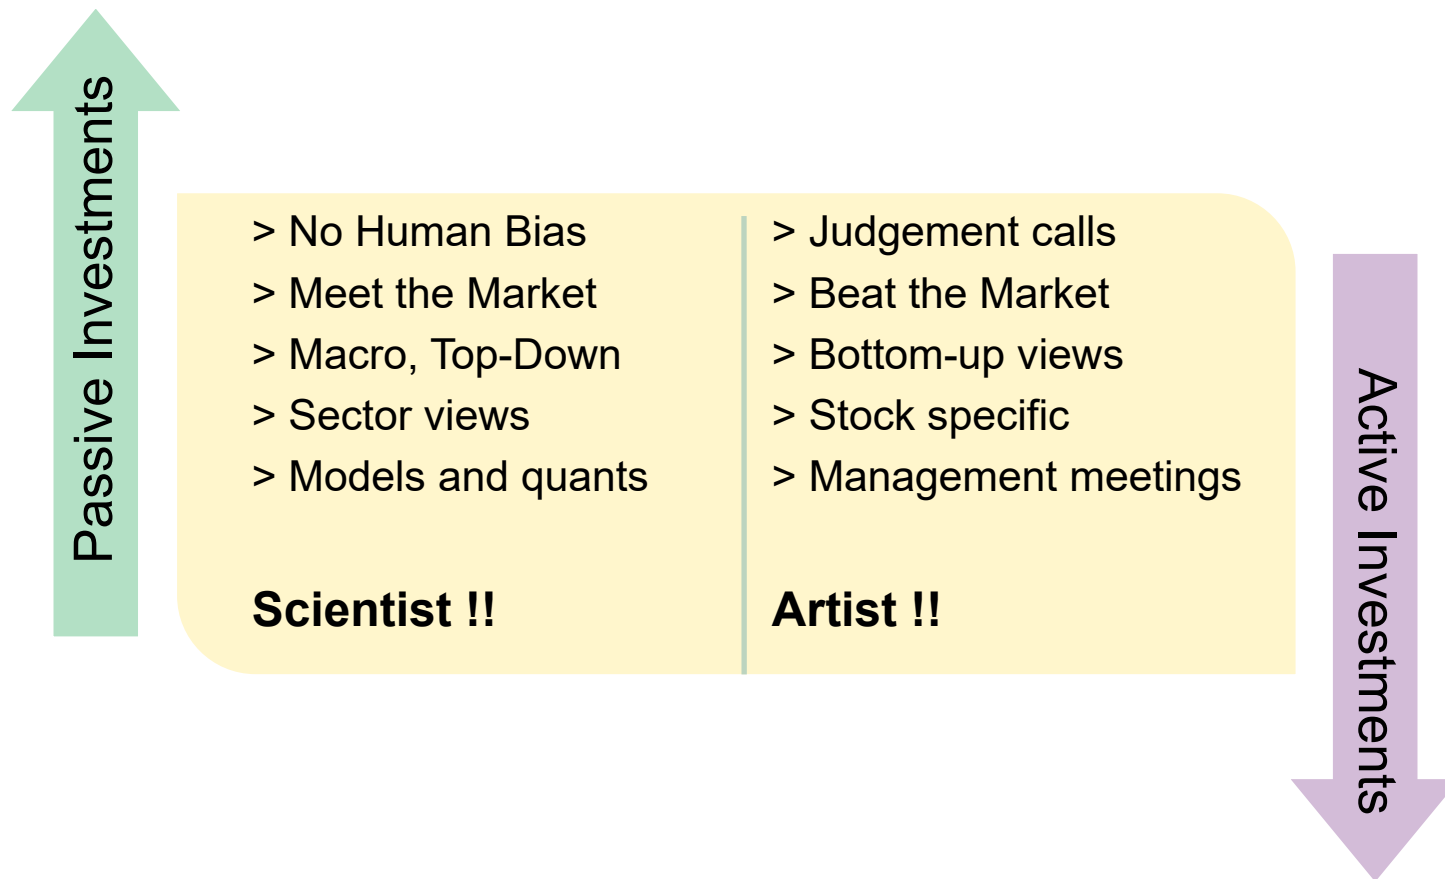 Passive Investments
> No Human Bias
> Meet the Market
> Macro, Top-Down
> Sector views
> Models and quants
Scientist !!
> Judgement calls
> Beat the Market
> Bottom-up views
> Stock specific
> Management meetings
Artist !!
Active Investments